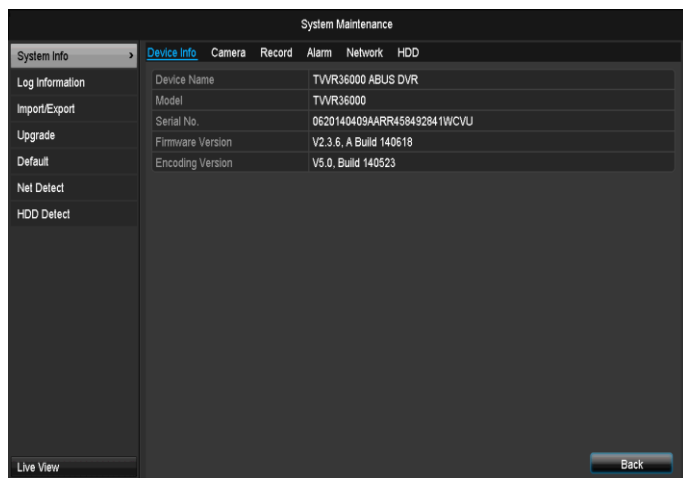 System Maintenance
System Info >
Log Information
Import/Export
Upgrade
Default
Net Detect
HDD Detect
Live View
Device Info Camera Record Alarm Network HDD
Device Name TVVR36000 ABUS DVR
Model TVVR36000
Serial No. 0620140409AARR458492841WCVU
Firmware Version V2.3.6, A Build 140618
Encoding Version V5.0, Build 140523
Back